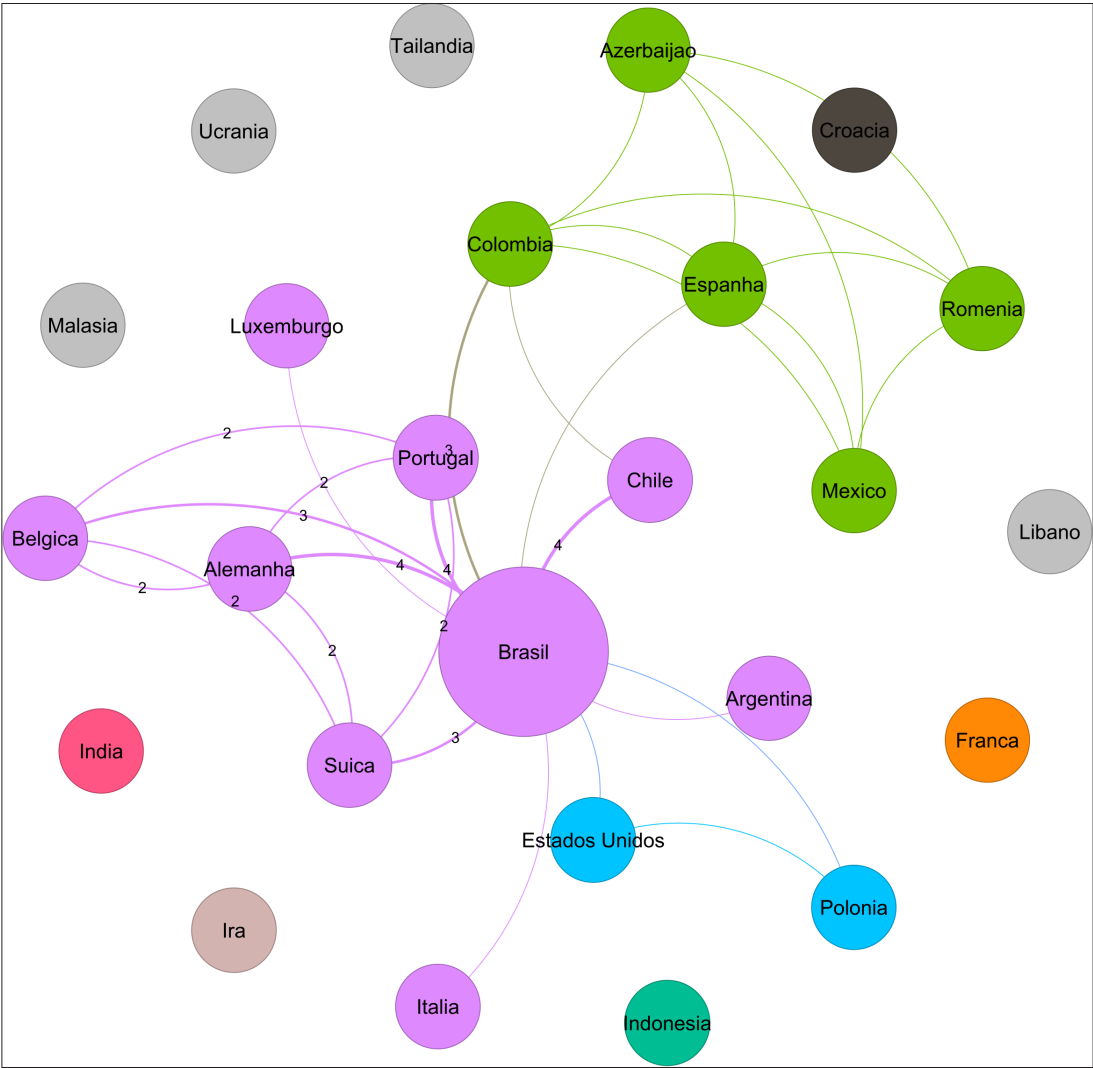 Tailandia
Azerbaijao
Ucrania
Croacia
Colombia
Espanha
Romenia
Malasia
Luxemburgo
2
3
Portugal
2
Chile
Mexico
3
Belgica
Libano
4
4
Alemanha
4
2
2
2
2
Brasil
Argentina
3
Franca
India
Suica
Estados Unidos
Polonia
Ira
Italia
Indonesia